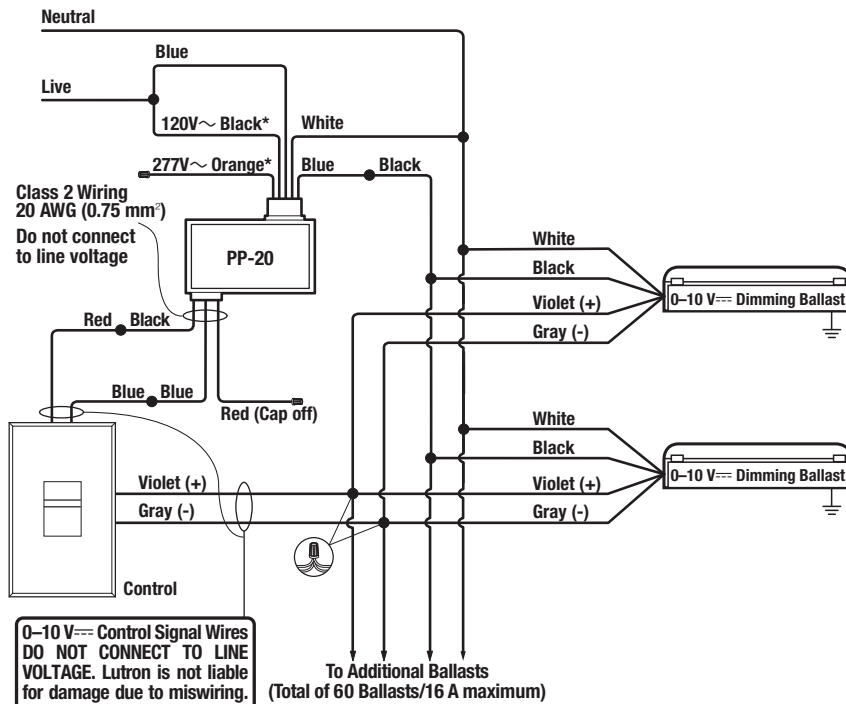 Neutral
Blue
Live
120V～ Black*
White
277V～ Orange*
Blue
Black
Class 2 Wiring
20 AWG (0.75 mm²)
Do not connect
to line voltage
PP-20
White
Black
Violet (+)
Gray (-)
0–10 V⎓ Dimming Ballast
Red
Black
Blue
Blue
Red (Cap off)
White
Black
Violet (+)
Gray (-)
0–10 V⎓ Dimming Ballast
Violet (+)
Gray (-)
Control
0–10 V⎓ Control Signal Wires
DO NOT CONNECT TO LINE
VOLTAGE. Lutron is not liable
for damage due to miswiring.
To Additional Ballasts
(Total of 60 Ballasts/16 A maximum)